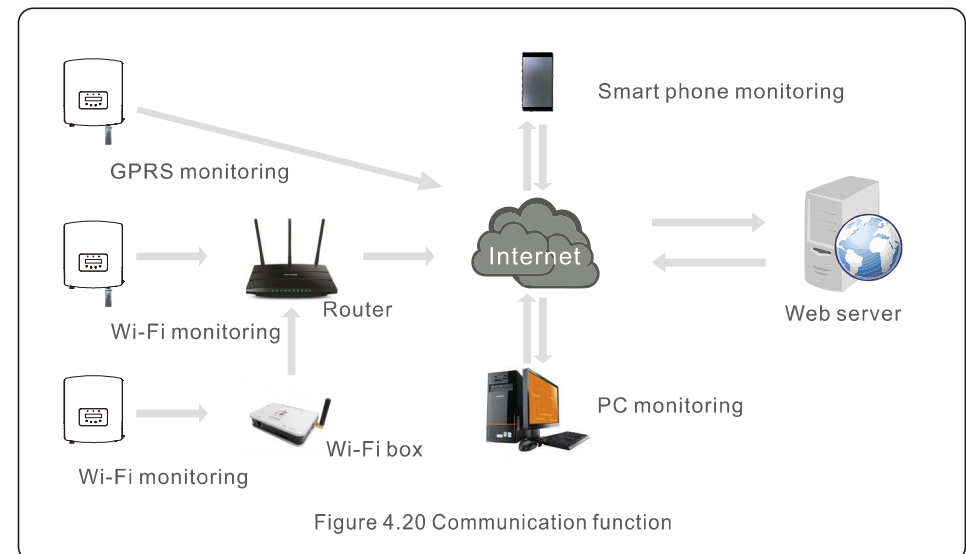 Smart phone monitoring
GPRS monitoring
Internet
Router
Web server
Wi-Fi monitoring
PC monitoring
Wi-Fi box
Wi-Fi monitoring
Figure 4.20 Communication function